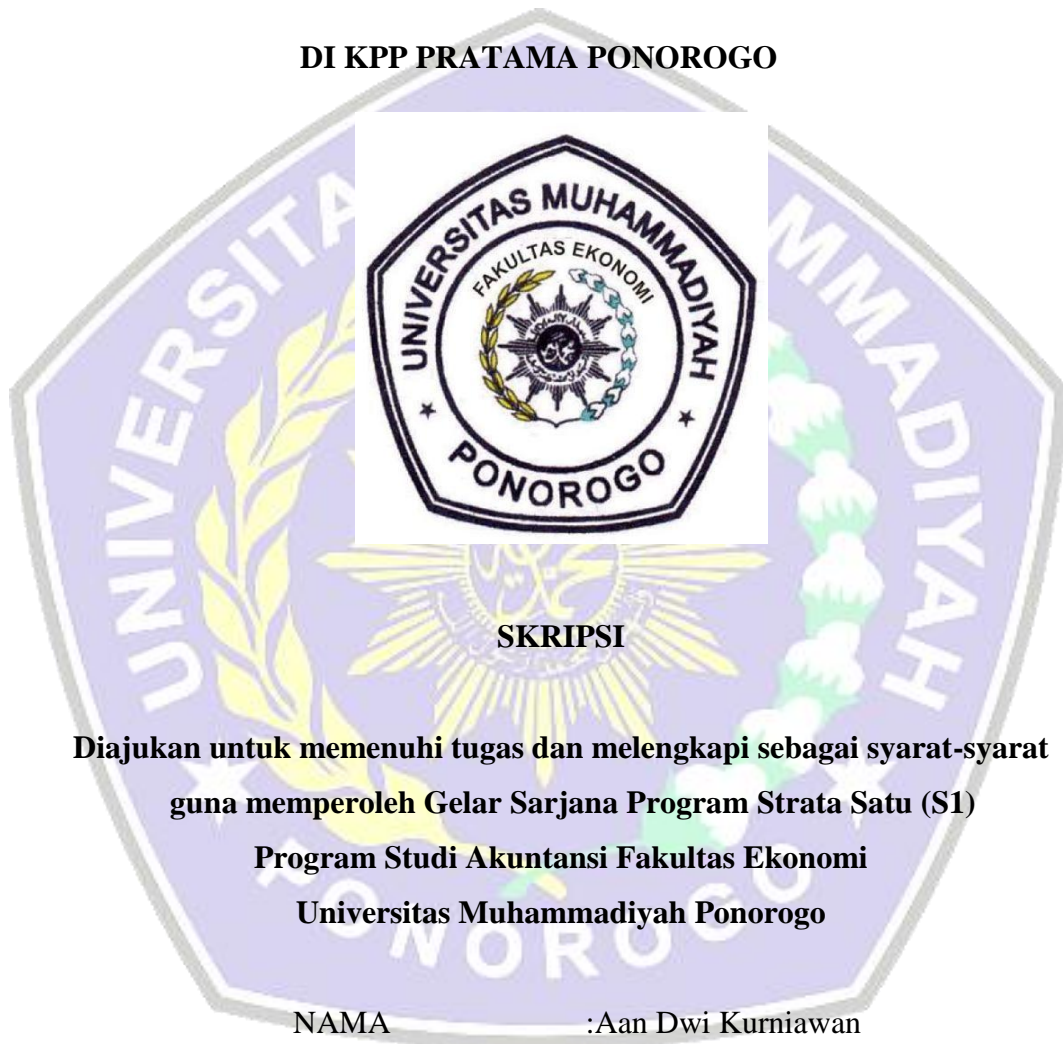 DI KPP PRATAMA PONOROGO
UNIVERSITAS MUHAMMADIYAH
FAKULTAS EKONOMI
PONOROGO
SKRIPSI
Diajukan untuk memenuhi tugas dan melengkapi sebagai syarat-syarat
guna memperoleh Gelar Sarjana Program Strata Satu (S1)
Program Studi Akuntansi Fakultas Ekonomi
Universitas Muhammadiyah Ponorogo
NAMA :Aan Dwi Kurniawan